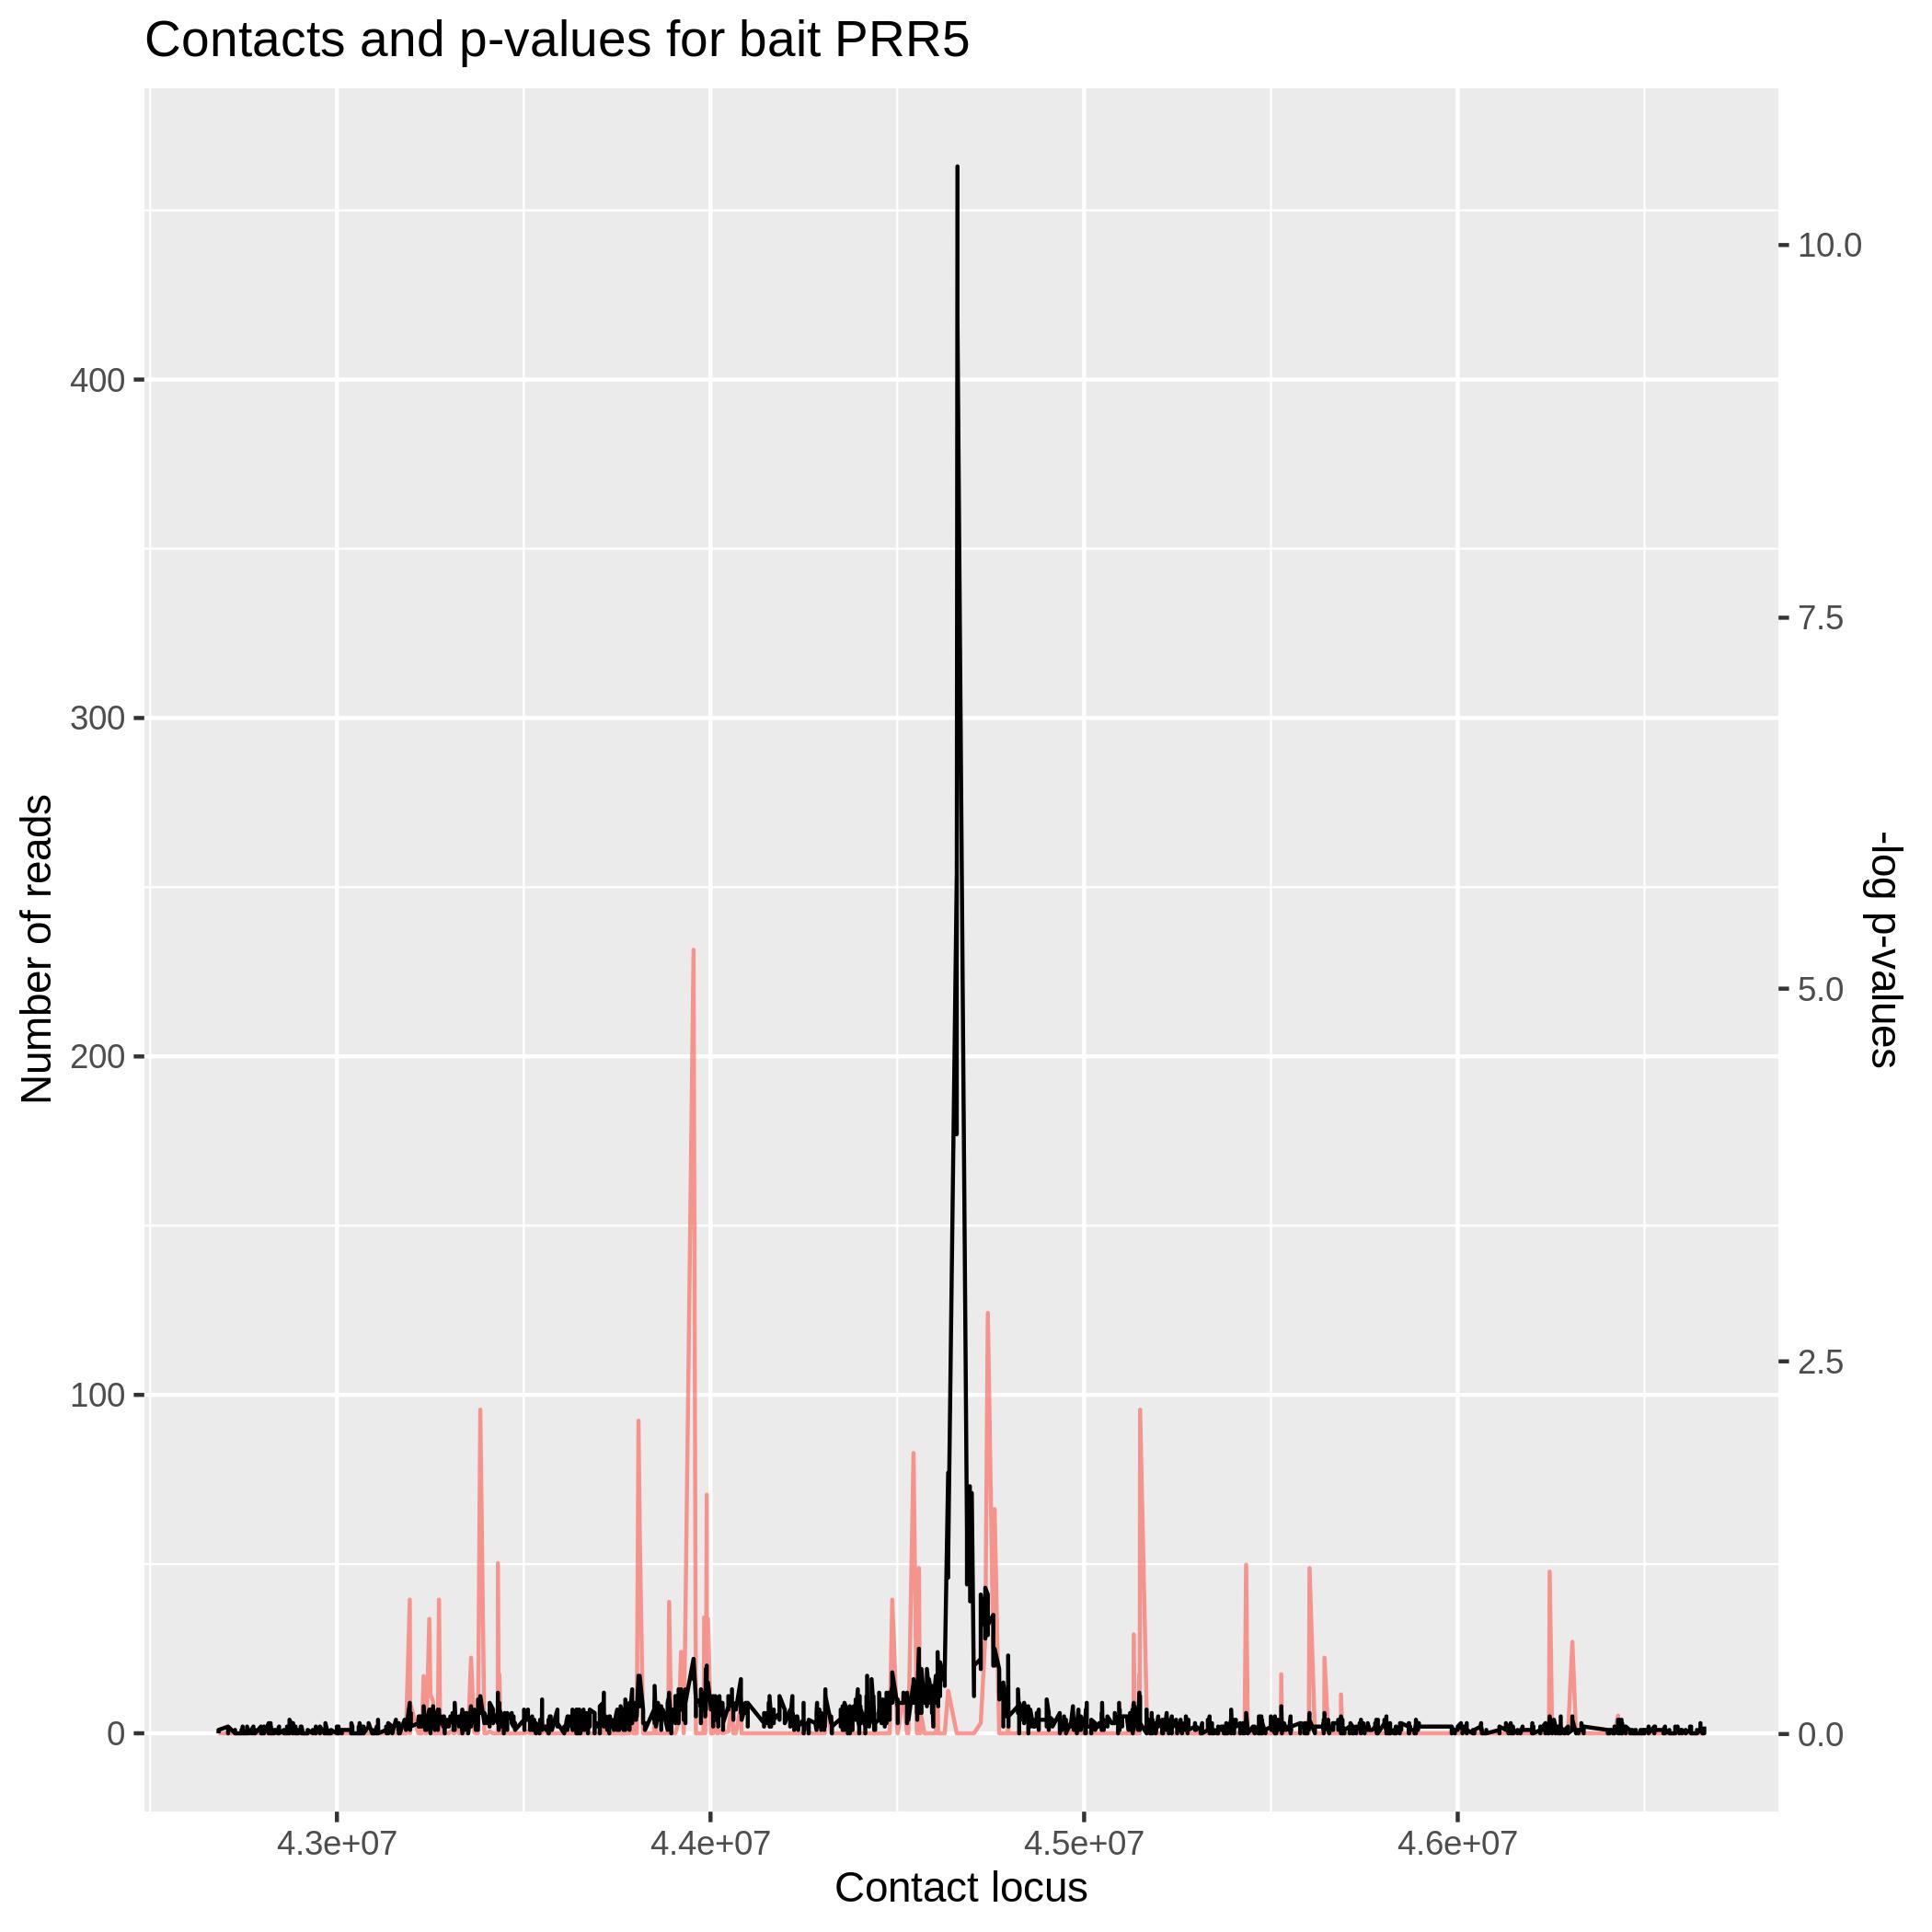 Contacts and p-values for bait PRR5
Number of reads
400
300
200
100
0
10.0
7.5
5.0
2.5
0.0
-log p-values
4.3e+07
4.4e+07
4.5e+07
4.6e+07
Contact locus